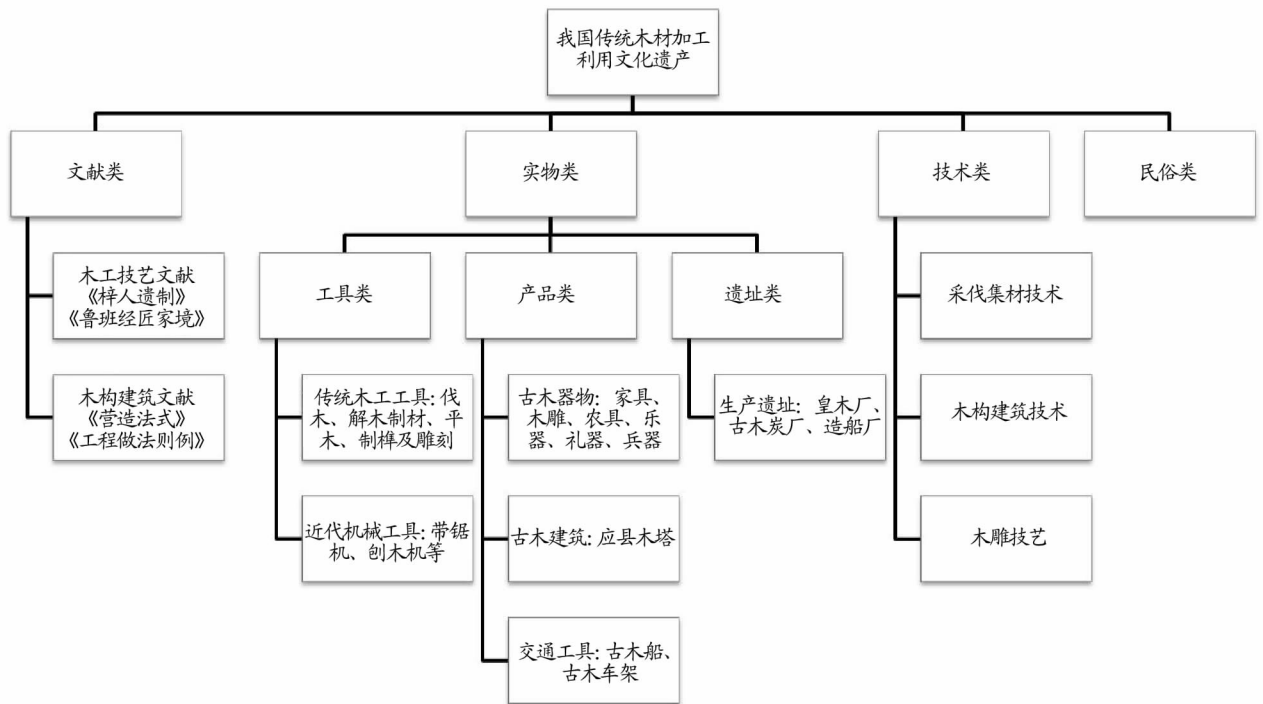 我国传统木材加工
利用文化遗产
文献类
实物类
技术类
民俗类
木工技艺文献
《梓人遗制》
《鲁班经匠家境》
工具类
产品类
遗址类
采伐集材技术
木构建筑文献
《营造法式》
《工程做法则例》
传统木工工具: 伐
木、解木制材、平
木、制榫及雕刻
古木器物: 家具、
木雕、农具、乐
器、礼器、兵器
生产遗址: 皇木厂、
古木炭厂、造船厂
木构建筑技术
近代机械工具: 带锯
机、刨木机等
古木建筑: 应县木塔
木雕技艺
交通工具: 古木船、
古木车架